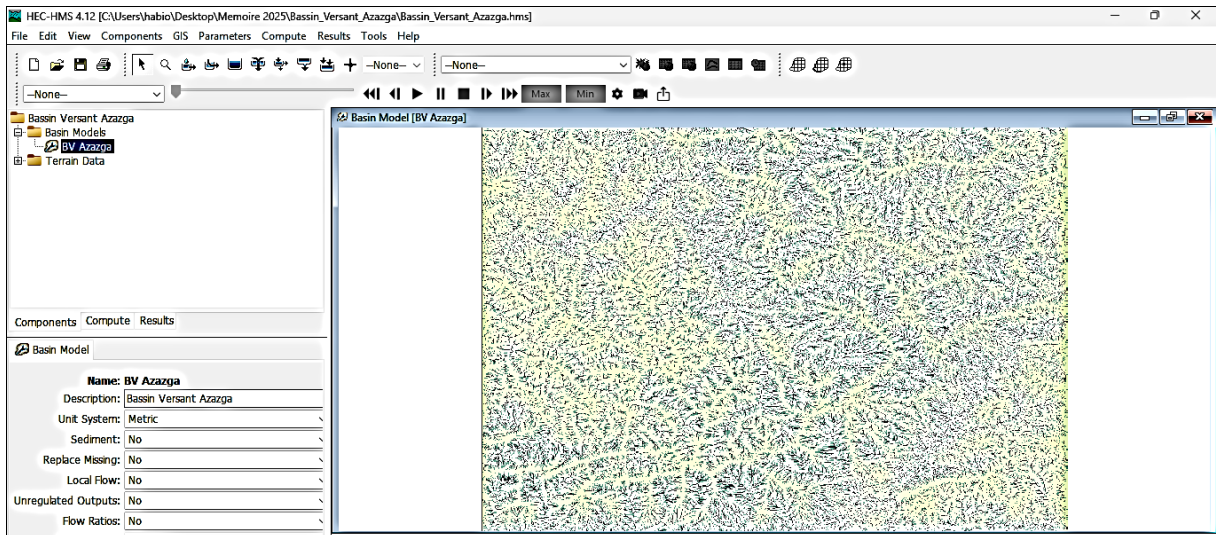 HEC-HMS 4.12 [C:\Users\habio\Desktop\Memoire 2025\Bassin_Versant_Azazga\Bassin_Versant_Azazga.hms]
File Edit View Components GIS Parameters Compute Results Tools Help
--None-- --None--
--None-- Max Min
Bassin Versant Azazga
Basin Models
BV Azazga
Terrain Data
Basin Model [BV Azazga]
Components Compute Results
Basin Model
Name: BV Azazga
Description: Bassin Versant Azazga
Unit System: Metric
Sediment: No
Replace Missing: No
Local Flow: No
Unregulated Outputs: No
Flow Ratios: No